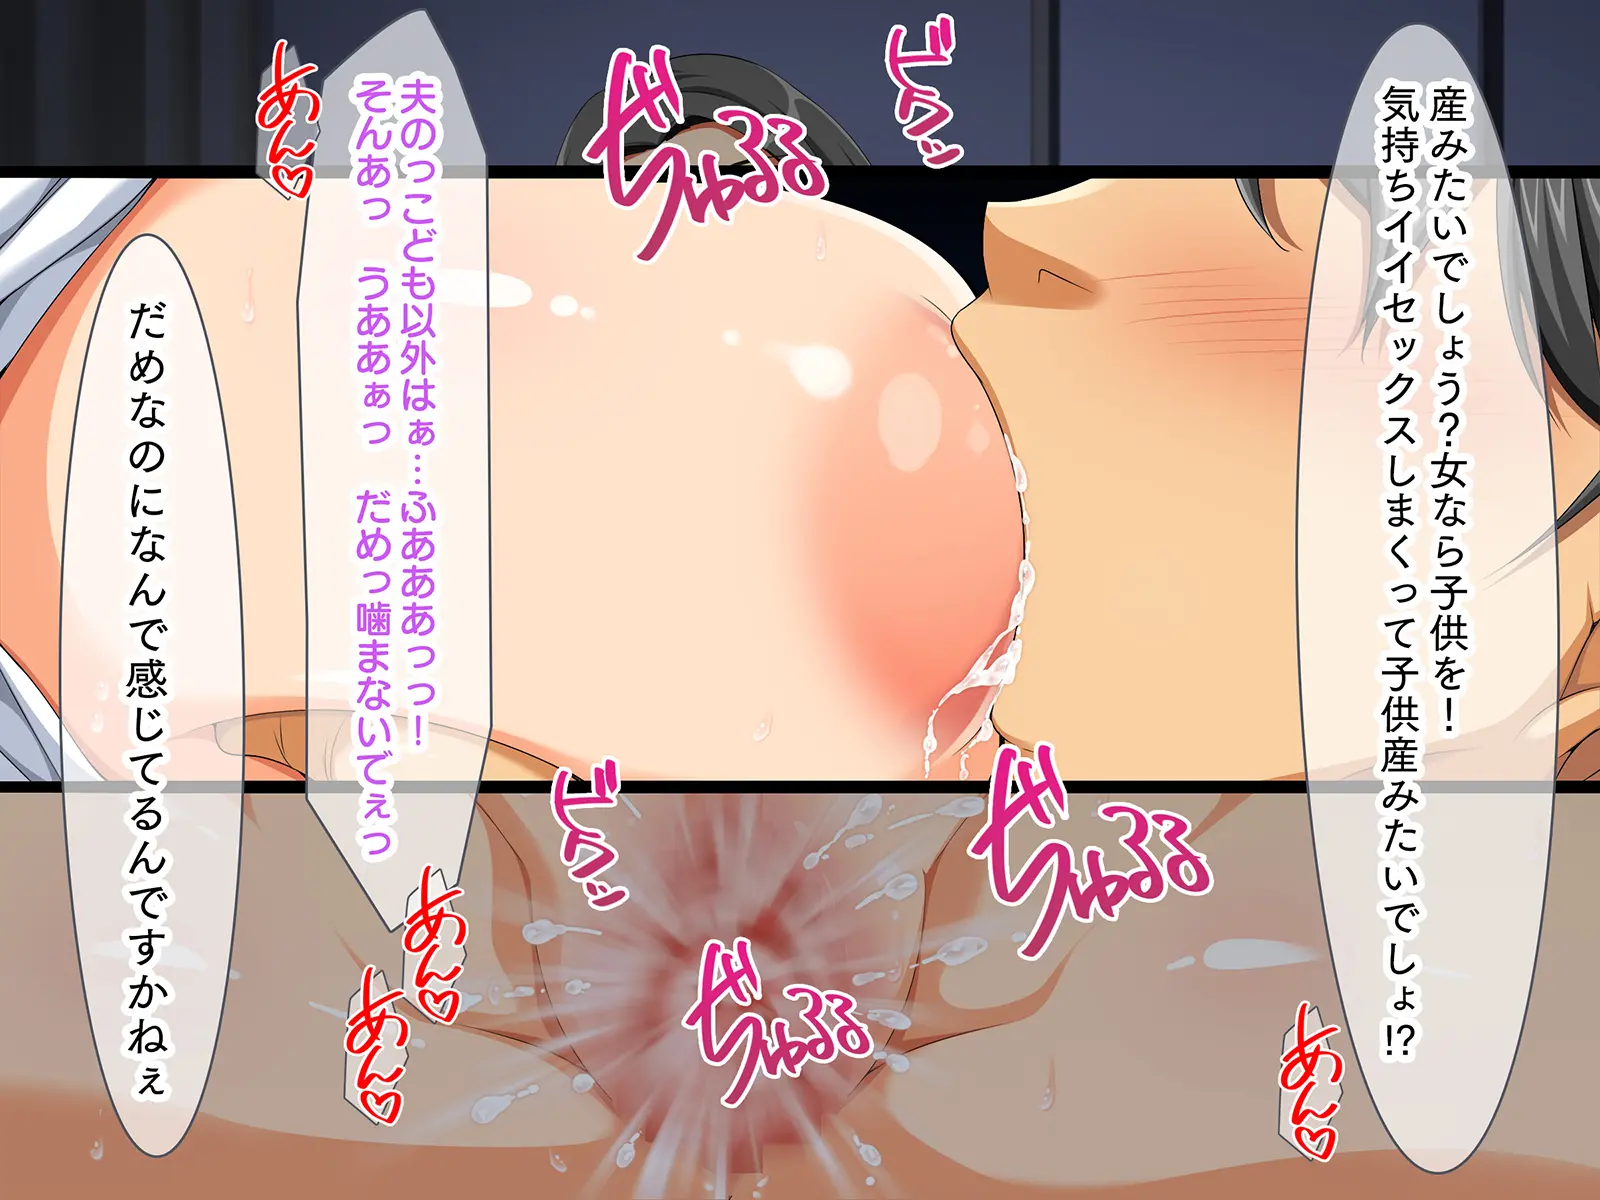 産みたいでしょう?女なら子供を!
気持ちイイセックスしまくって子供産みたいでしょ!?
ビクッ
ぢゅるる
夫のっこども以外はぁ…ふあああっっ!
そんあっ　うああぁっ　だめっ噛まないでぇっ
あん♡
だめなのになんで感じてるんですかねぇ
ぢゅるる
ビクッ
ぢゅるる
あん♡
あん♡
あん♡